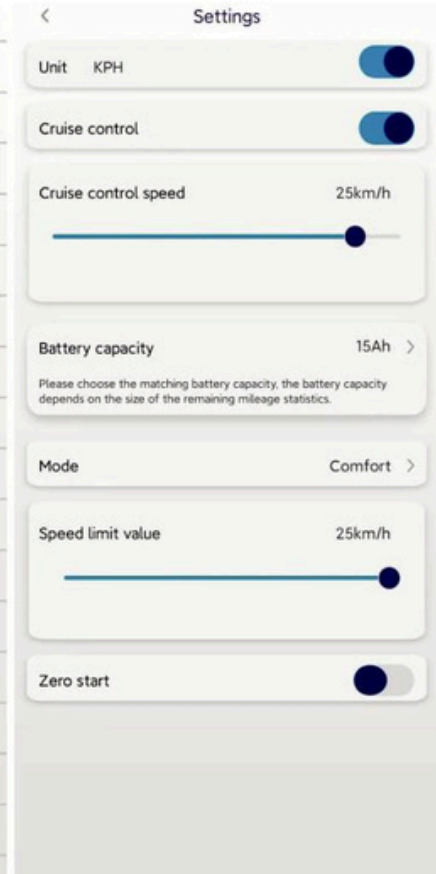 Settings
Unit KPH
Cruise control
Cruise control speed 25km/h
Battery capacity 15Ah
Please choose the matching battery capacity, the battery capacity
depends on the size of the remaining mileage statistics.
Mode Comfort
Speed limit value 25km/h
Zero start